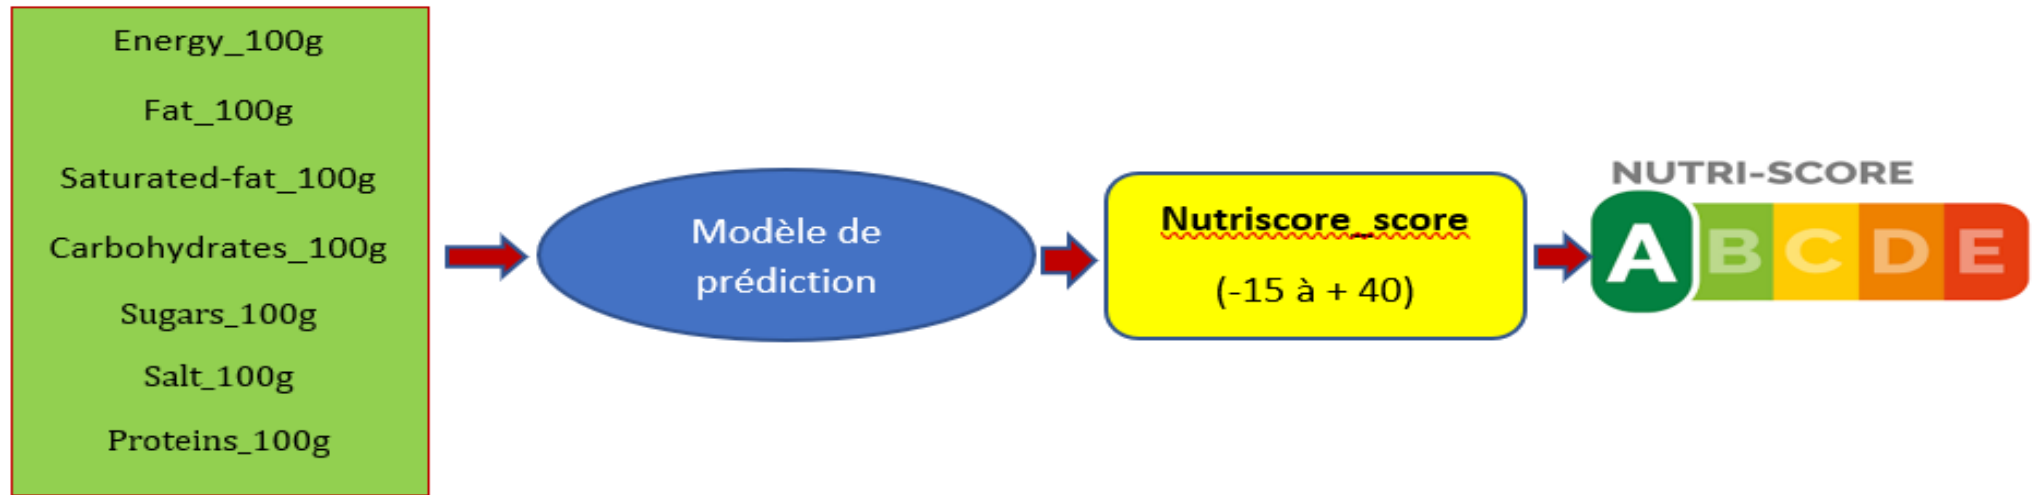 Energy_100g
Fat_100g
Saturated-fat_100g
Carbohydrates_100g
Sugars_100g
Salt_100g
Proteins_100g
Modèle de
prédiction
Nutriscore_score
(-15 à + 40)
NUTRI-SCORE
A B C D E